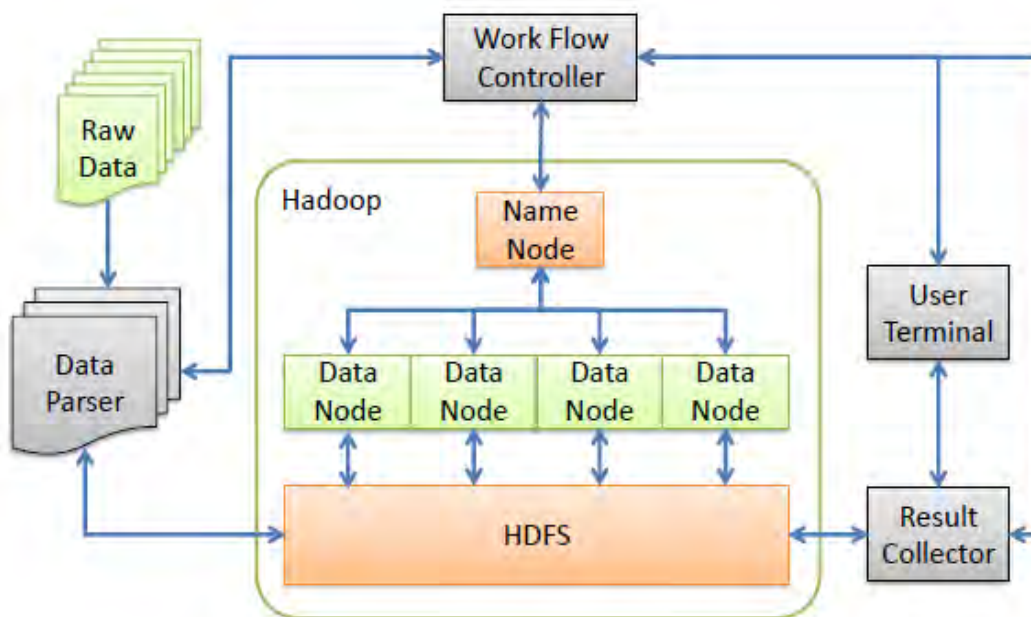 Work Flow
Controller
Raw
Data
Hadoop
Name
Node
User
Terminal
Data
Parser
Data
Node
Data
Node
Data
Node
Data
Node
HDFS
Result
Collector